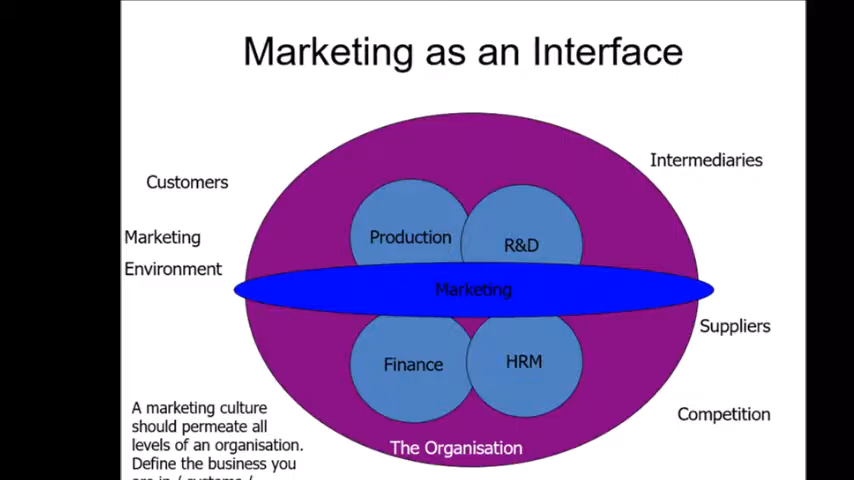 Marketing as an Interface
Intermediaries
Customers
Marketing
Environment
Production
R&D
Marketing
Suppliers
Finance
HRM
Competition
The Organisation
A marketing culture
should permeate all
levels of an organisation.
Define the business you